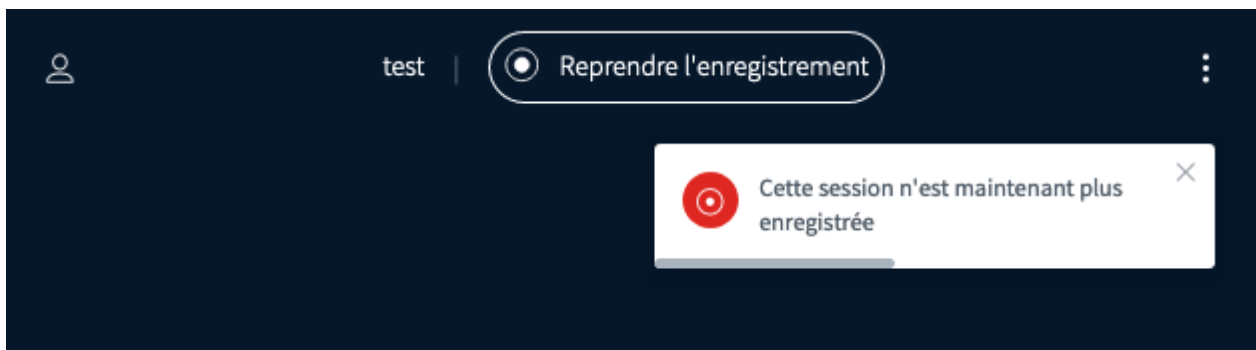 test | Reprendre l'enregistrement
Cette session n'est maintenant plus
enregistrée